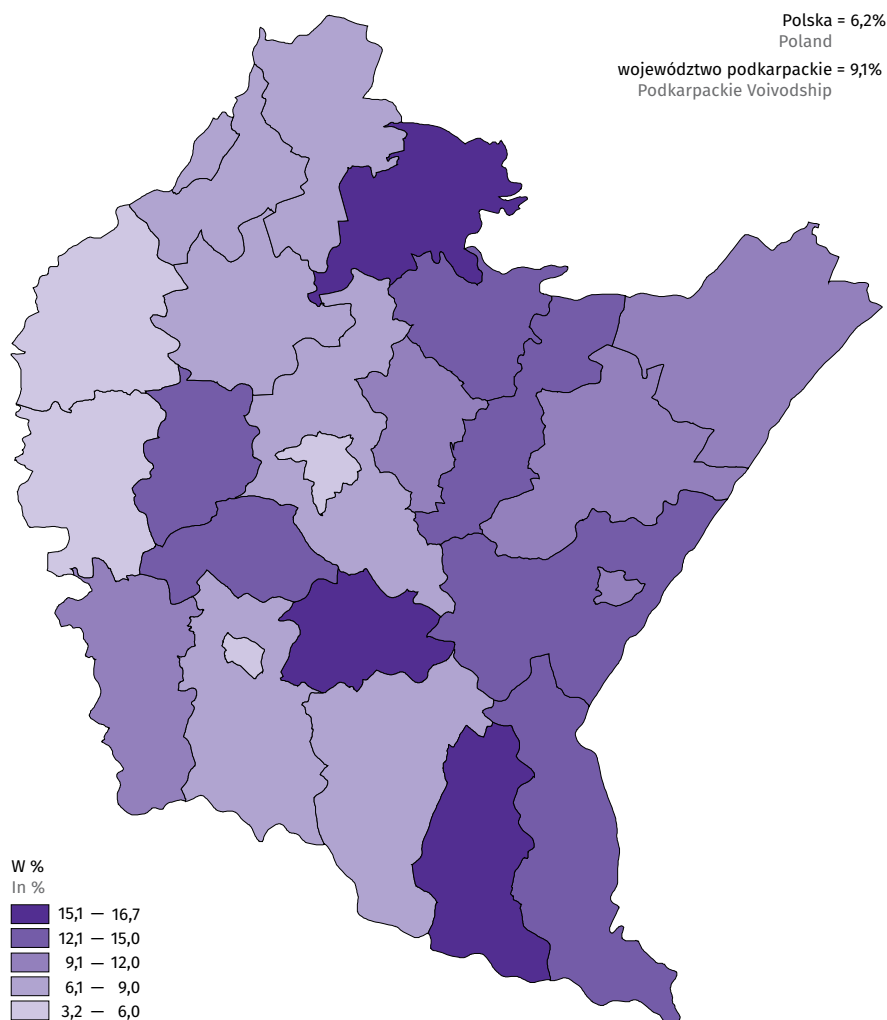 Polska = 6,2%
Poland
województwo podkarpackie = 9,1%
Podkarpackie Voivodship
W %
In %
15,1 — 16,7
12,1 — 15,0
9,1 — 12,0
6,1 — 9,0
3,2 — 6,0